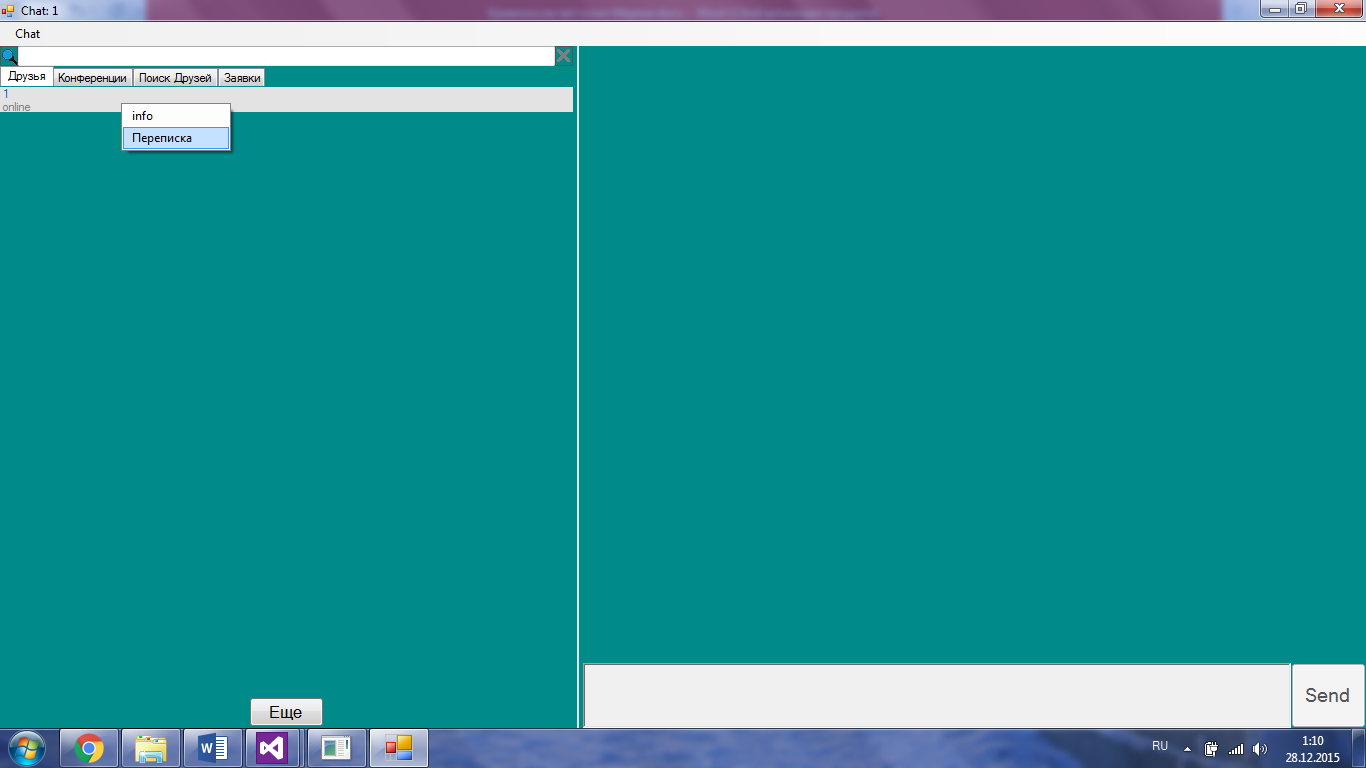 Chat: 1
Chat
Друзья Конференции Поиск Друзей Заявки
1
online
info
Переписка
Еще
Send
RU
1:10
28.12.2015